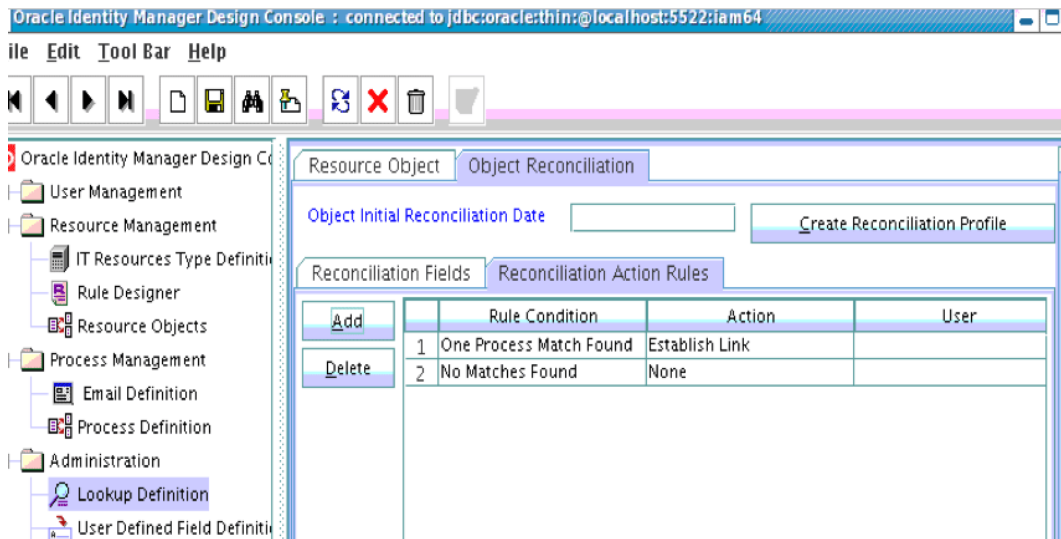 Oracle Identity Manager Design Console : connected to jdbc:oracle:thin:@localhost:5522:iam64
ile Edit Tool Bar Help
Oracle Identity Manager Design Co
User Management
Resource Management
IT Resources Type Definiti
Rule Designer
Resource Objects
Process Management
Email Definition
Process Definition
Administration
Lookup Definition
User Defined Field Definiti
Resource Object Object Reconciliation
Object Initial Reconciliation Date Create Reconciliation Profile
Reconciliation Fields Reconciliation Action Rules
Add
Delete
Rule Condition Action User
1 One Process Match Found Establish Link
2 No Matches Found None